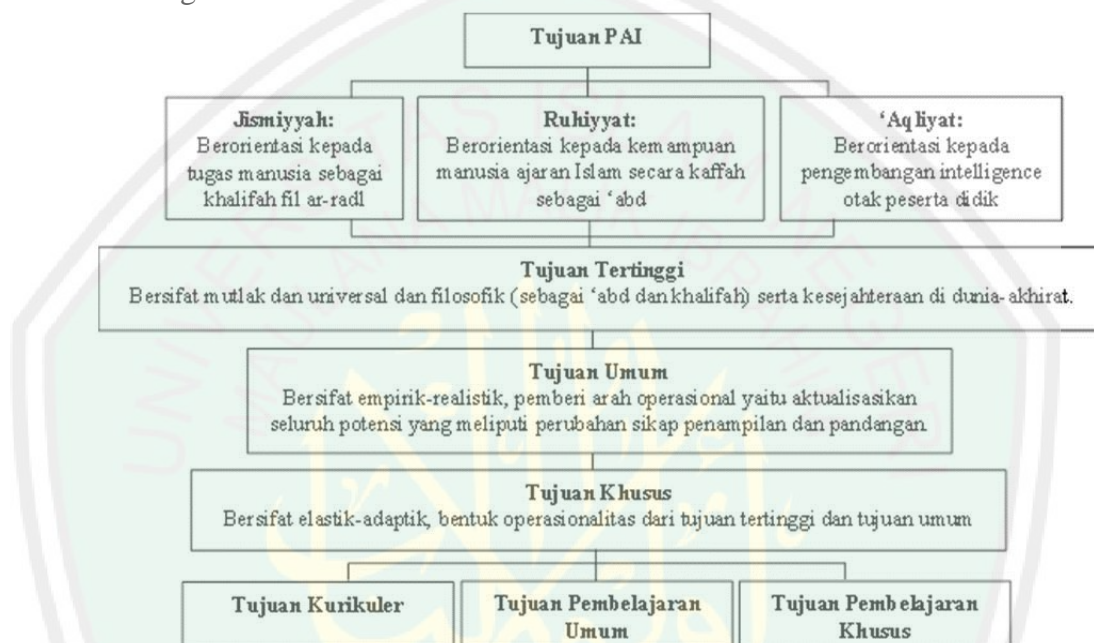 Tujuan PAI
Jismiyyah:
Berorientasi kepada
tugas manusia sebagai
khalifah fil ar-radl
Ruhiyyat:
Berorientasi kepada kemampuan
manusia ajaran Islam secara kaffah
sebagai ‘abd
‘Aqliyat:
Berorientasi kepada
pengembangan intelligence
otak peserta didik
Tujuan Tertinggi
Bersifat mutlak dan universal dan filosofik (sebagai ‘abd dan khalifah) serta kesejahteraan di dunia-akhirat.
Tujuan Umum
Bersifat empirik-realistik, pemberi arah operasional yaitu aktualisasikan
seluruh potensi yang meliputi perubahan sikap penampilan dan pandangan
Tujuan Khusus
Bersifat elastik-adaptik, bentuk operasionalitas dari tujuan tertinggi dan tujuan umum
Tujuan Kurikuler
Tujuan Pembelajaran
Umum
Tujuan Pembelajaran
Khusus